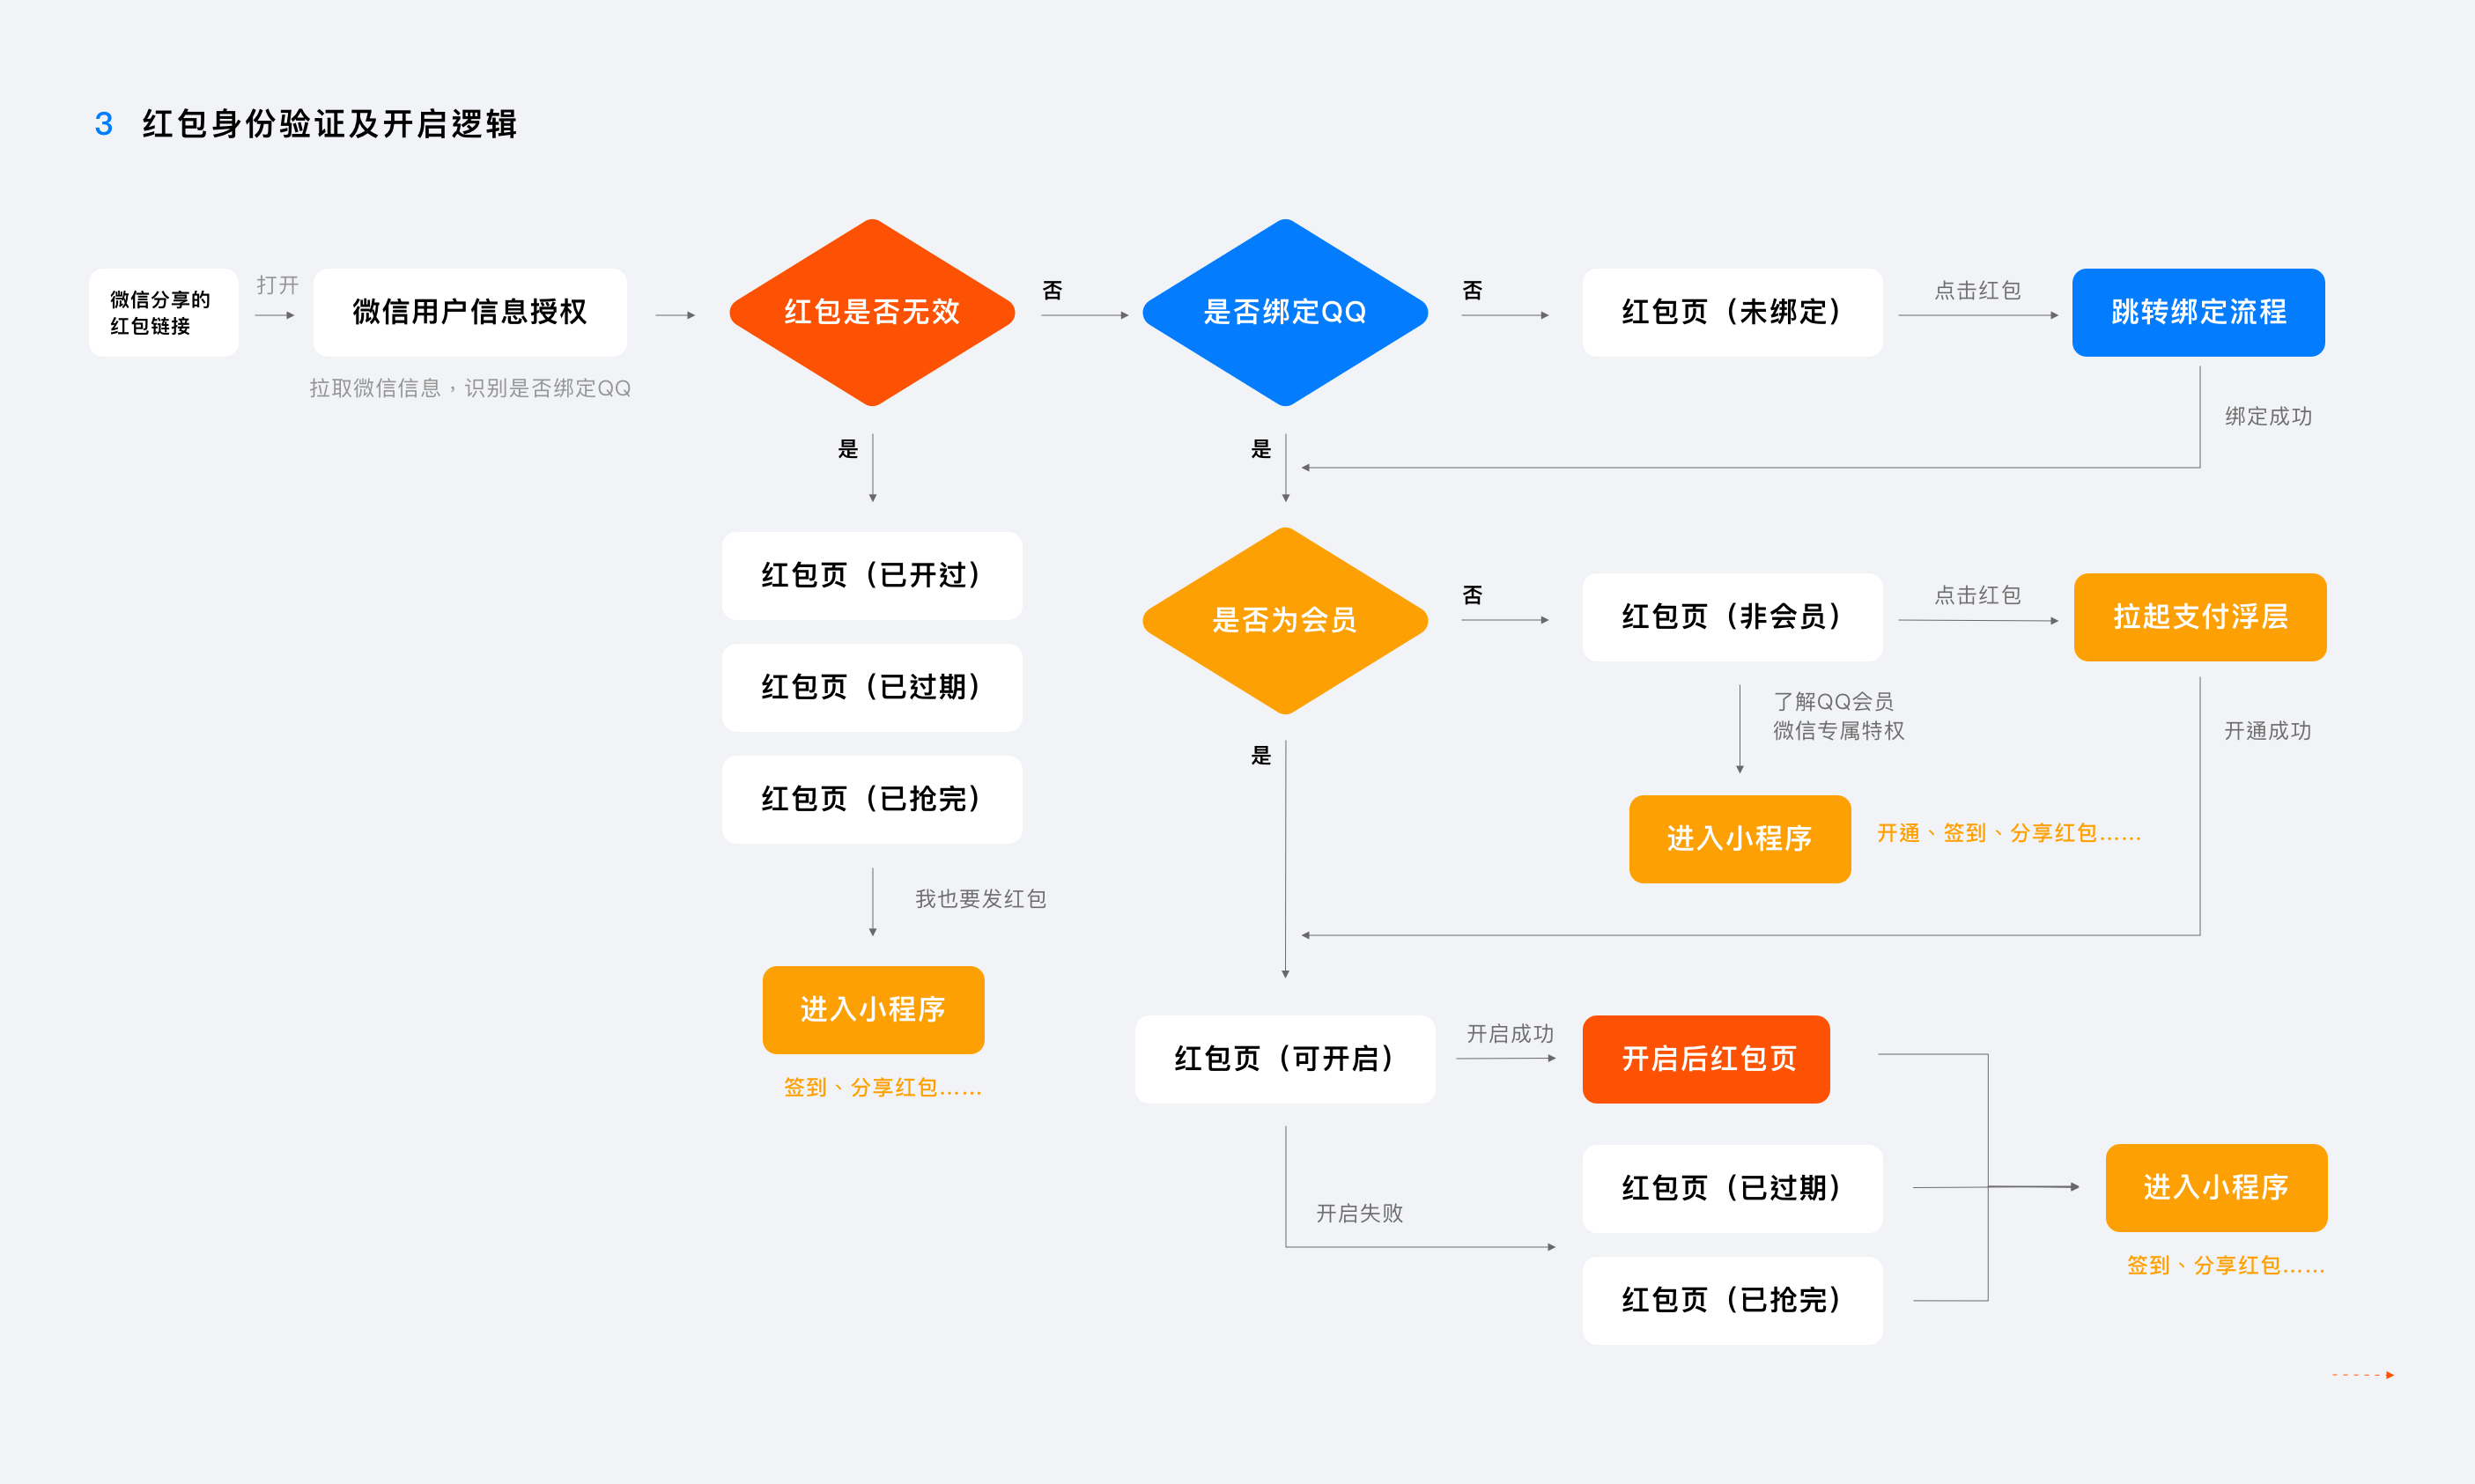 3 红包身份验证及开启逻辑
微信分享的
红包链接
打开
微信用户信息授权
拉取微信信息，识别是否绑定QQ
红包是否无效
否
是否绑定QQ
否
红包页（未绑定）
点击红包
跳转绑定流程
绑定成功
是
是
红包页（已开过）
红包页（已过期）
红包页（已抢完）
我也要发红包
进入小程序
签到、分享红包……
是否为会员
否
红包页（非会员）
点击红包
拉起支付浮层
了解QQ会员
微信专属特权
开通成功
是
进入小程序
开通、签到、分享红包……
红包页（可开启）
开启成功
开启后红包页
开启失败
红包页（已过期）
红包页（已抢完）
进入小程序
签到、分享红包……